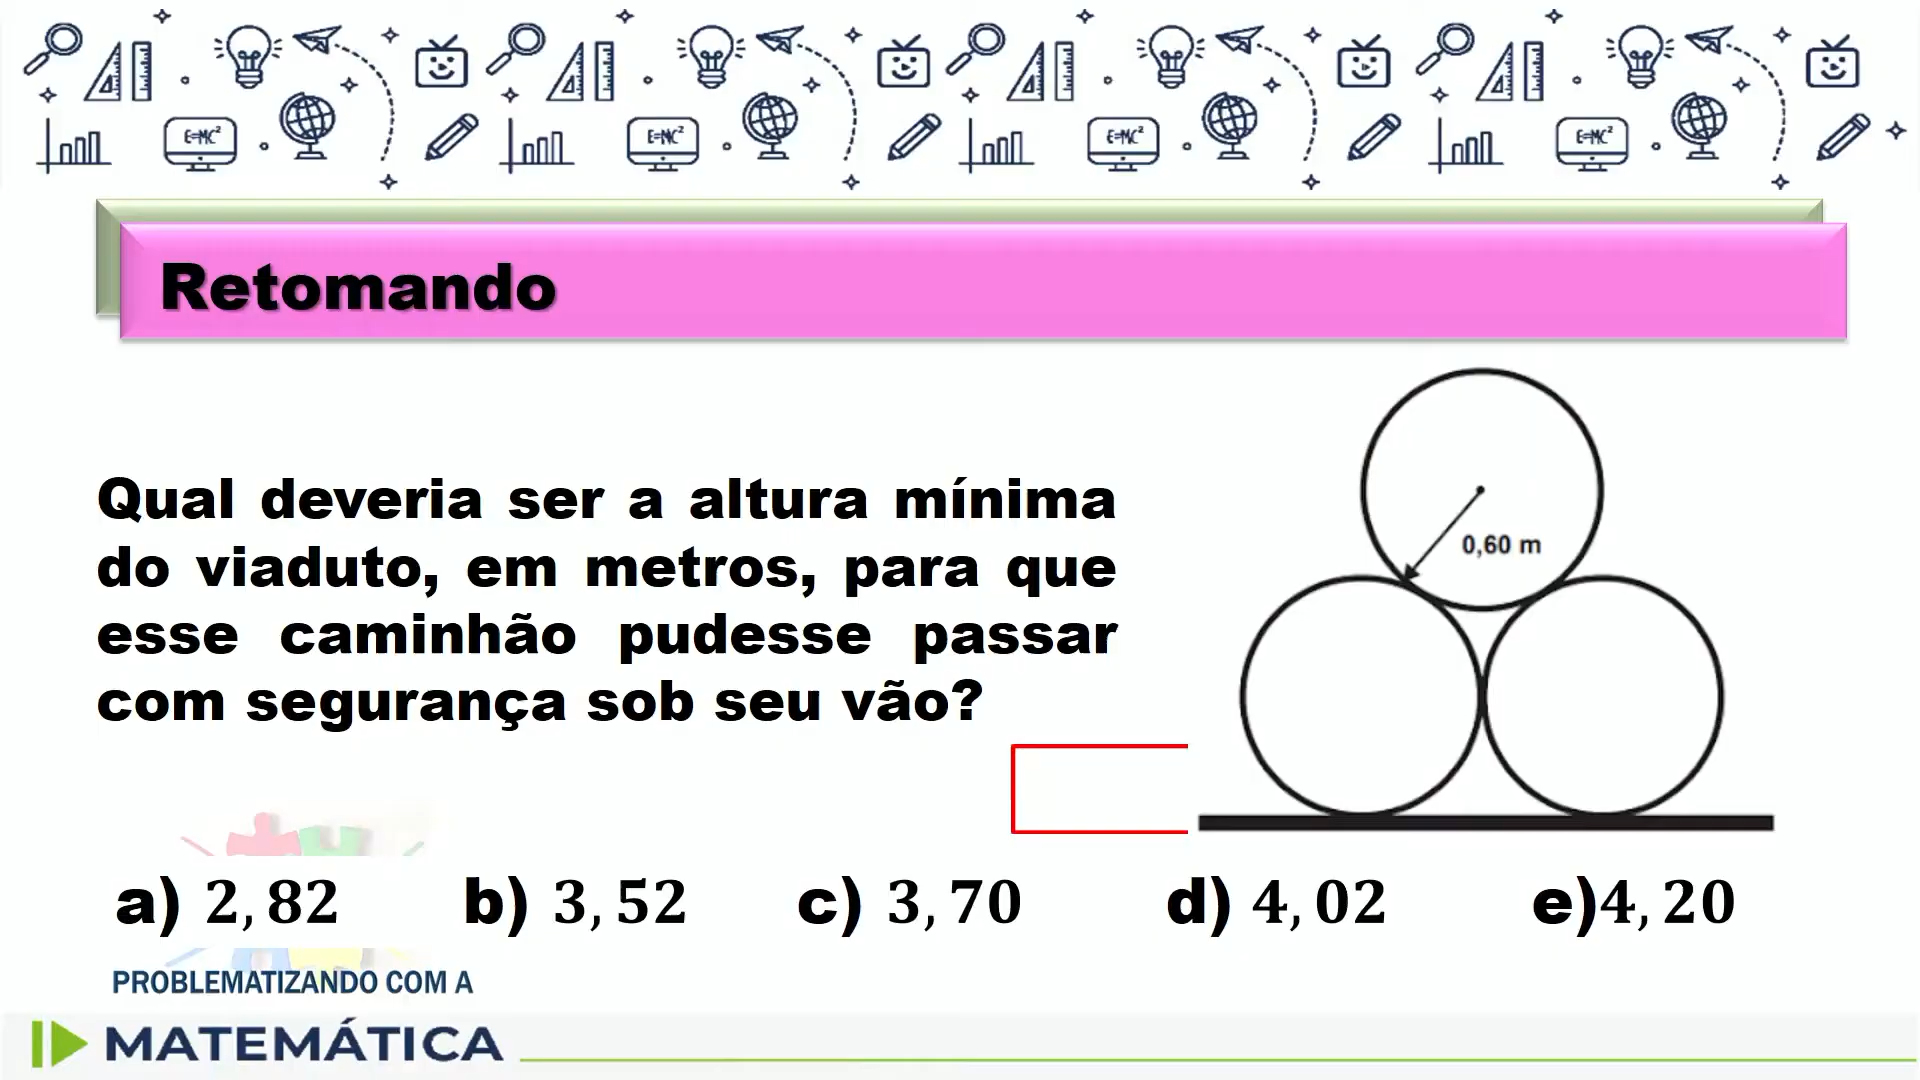 E=MC²
E=MC²
E=MC²
E=MC²
Retomando
0,60 m
Qual deveria ser a altura mínima
do viaduto, em metros, para que
esse caminhão pudesse passar
com segurança sob seu vão?
a) 2,82 b) 3,52 c) 3,70 d) 4,02 e)4,20
PROBLEMATIZANDO COM A
MATEMÁTICA